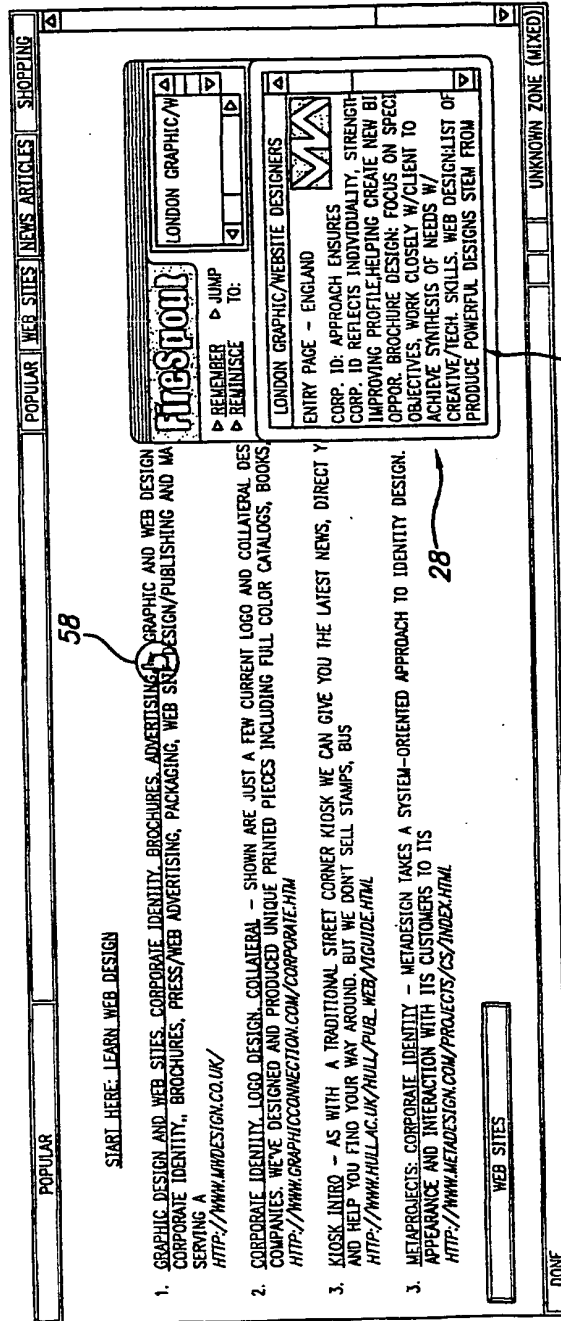 POPULAR
POPULAR WEB SITES NEWS ARTICLES SHOPPING
START HERE: LEARN WEB DESIGN
58
1. GRAPHIC DESIGN AND WEB SITES, CORPORATE IDENTITY, BROCHURES, ADVERTISING - GRAPHIC AND WEB DESIGN
CORPORATE IDENTITY,, BROCHURES, PRESS/WEB ADVERTISING, PACKAGING, WEB SITE DESIGN/PUBLISHING AND MA
SERVING A
HTTP://WWW.MWDESIGN.CO.UK/
2. CORPORATE IDENTITY, LOGO DESIGN, COLLATERAL - SHOWN ARE JUST A FEW CURRENT LOGO AND COLLATERAL DES
COMPANIES. WE'VE DESIGNED AND PRODUCED UNIQUE PRINTED PIECES INCLUDING FULL COLOR CATALOGS, BOOKS,
HTTP://WWW.GRAPHICCONNECTION.COM/CORPORATE.HTM
3. KIOSK INTRO - AS WITH A TRADITIONAL STREET CORNER KIOSK WE CAN GIVE YOU THE LATEST NEWS, DIRECT Y
AND HELP YOU FIND YOUR WAY AROUND. BUT WE DON'T SELL STAMPS, BUS
HTTP://WWW.HULL.AC.UK/HULL/PUB_WEB/VIGUIDE.HTML
3. METAPROJECTS: CORPORATE IDENTITY - METADESIGN TAKES A SYSTEM-ORIENTED APPROACH TO IDENTITY DESIGN.
APPEARANCE AND INTERACTION WITH ITS CUSTOMERS TO ITS
HTTP://WWW.METADESIGN.COM/PROJECTS/CS/INDEX.HTML
28
FireSpout
REMEMBER JUMP
REMINISCE TO:
LONDON GRAPHIC/W
LONDON GRAPHIC/WEBSITE DESIGNERS
ENTRY PAGE - ENGLAND
CORP. ID: APPROACH ENSURES
CORP. ID REFLECTS INDIVIDUALITY, STRENGTH
IMPROVING PROFILE,HELPING CREATE NEW BI
OPPOR. BROCHURE DESIGN: FOCUS ON SPECI
OBJECTIVES, WORK CLOSELY W/CLIENT TO
ACHIEVE SYNTHESIS OF NEEDS W/
CREATIVE/TECH. SKILLS. WEB DESIGN:LIST OF
PRODUCE POWERFUL DESIGNS STEM FROM
WEB SITES
DONE
UNKNOWN ZONE (MIXED)